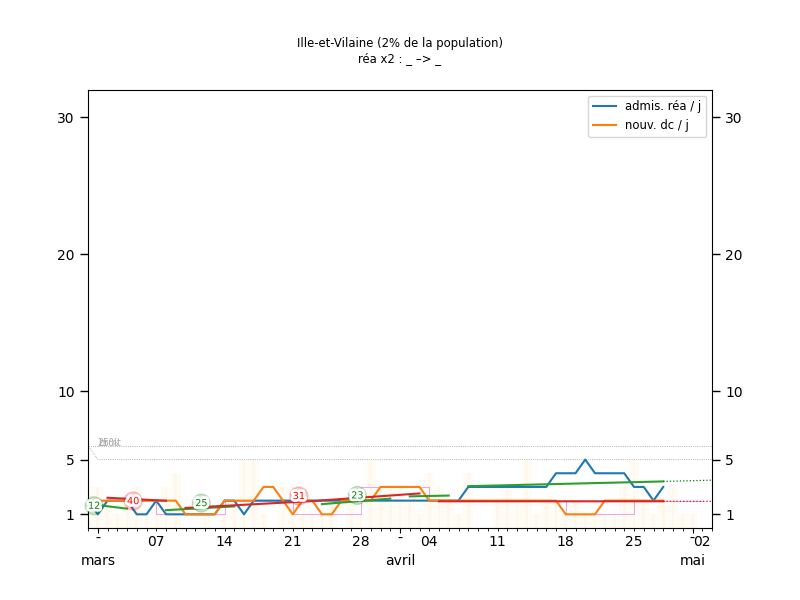 Ille-et-Vilaine (2% de la population)
réa x2 : _ –> _
admis. réa / j
nouv. dc / j
30 30
20 20
10 10
5 5
1 1
12 40 25 31 23
- 07 14 21 28 - 04 11 18 25 - 02
mars avril mai